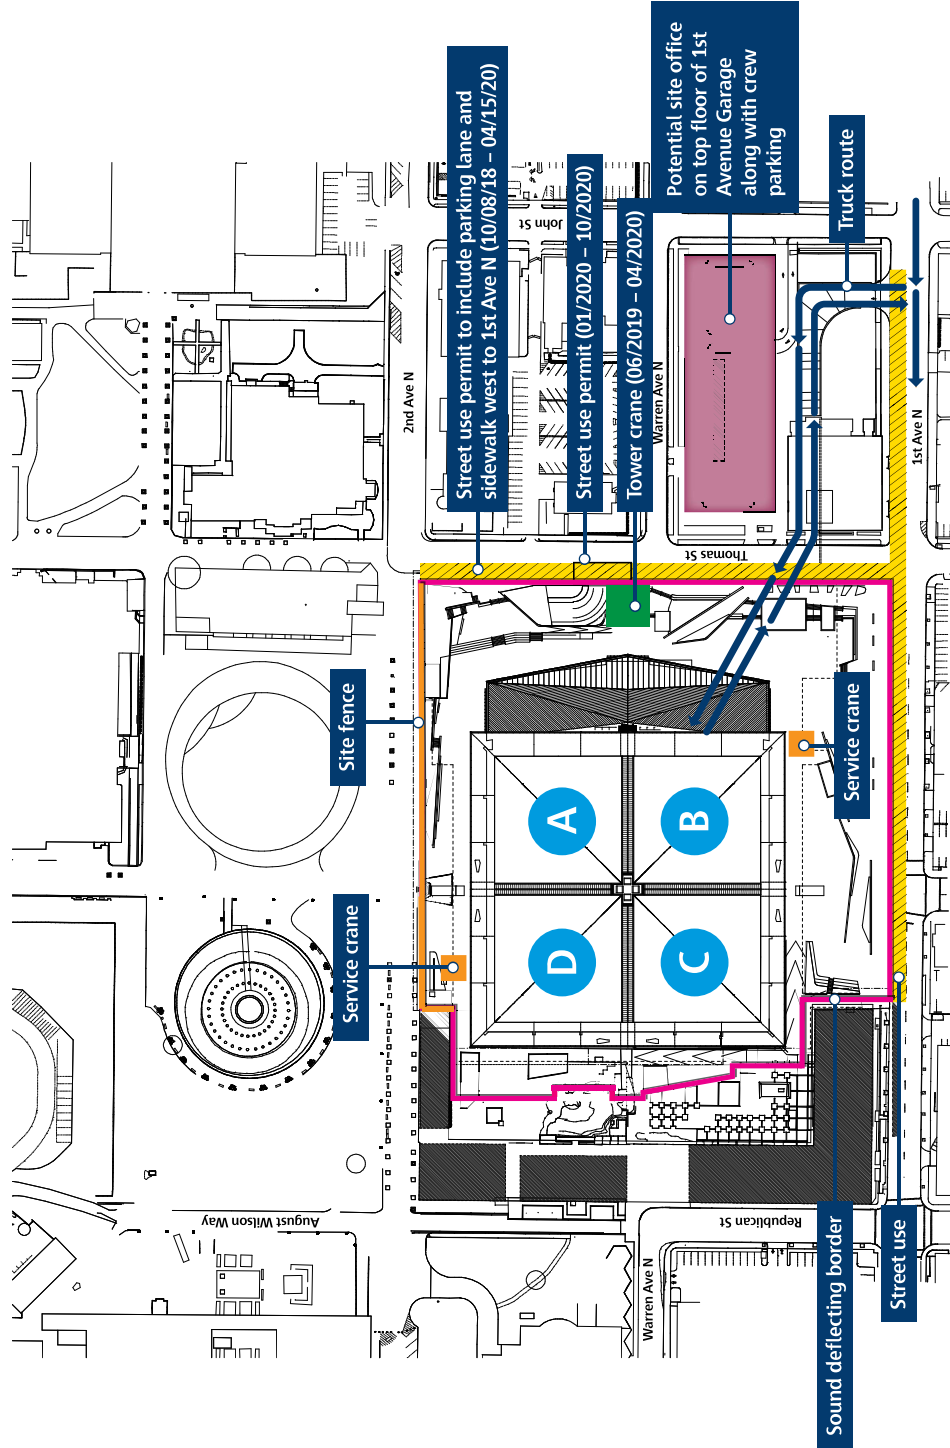 Street use permit to include parking lane and
sidewalk west to 1st Ave N (10/08/18 – 04/15/20)
Street use permit (01/2020 – 10/2020)
Tower crane (06/2019 – 04/2020)
Potential site office
on top floor of 1st
Avenue Garage
along with crew
parking
Truck route
John St
2nd Ave N
Warren Ave N
Thomas St
1st Ave N
Site fence
Service crane
Service crane
A
B
D
C
August Wilson Way
Republican St
Warren Ave N
Sound deflecting border
Street use